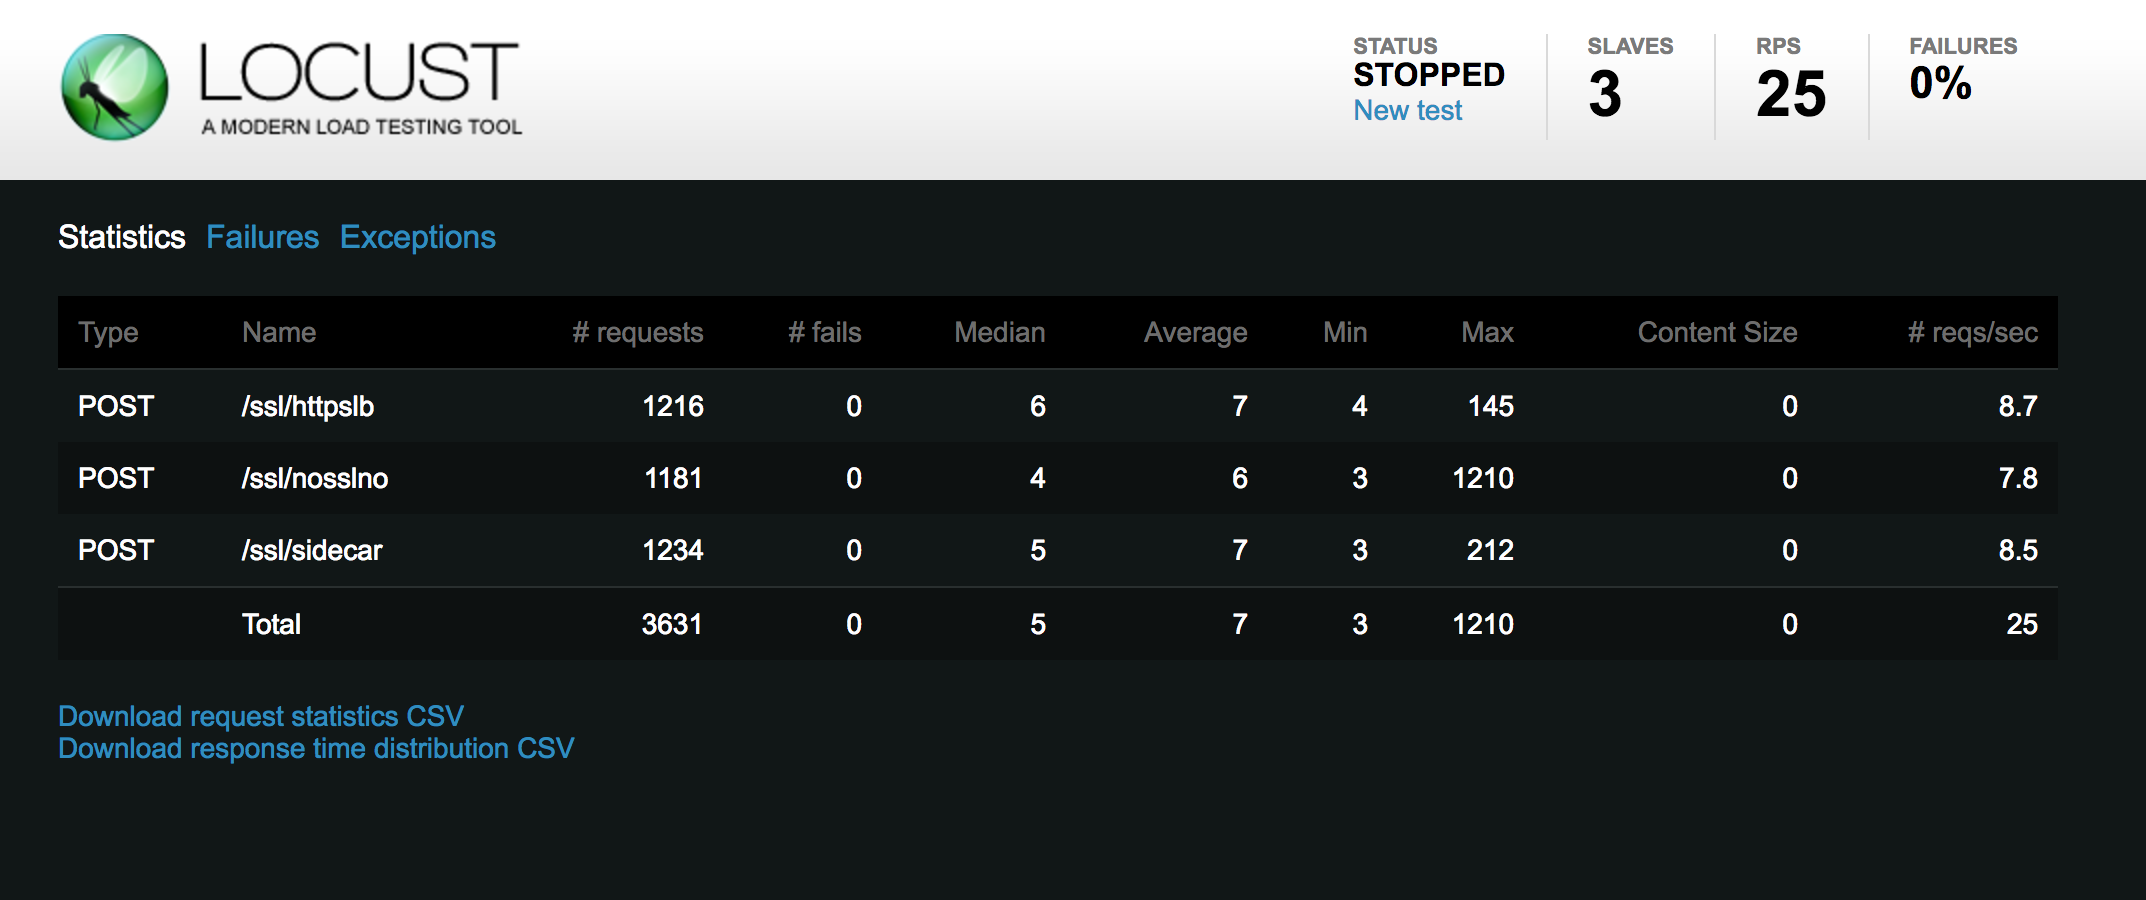 LOCUST
A MODERN LOAD TESTING TOOL
STATUS
STOPPED
New test
SLAVES
3
RPS
25
FAILURES
0%
Statistics Failures Exceptions
Type Name # requests # fails Median Average Min Max Content Size # reqs/sec
POST /ssl/httpslb 1216 0 6 7 4 145 0 8.7
POST /ssl/nosslno 1181 0 4 6 3 1210 0 7.8
POST /ssl/sidecar 1234 0 5 7 3 212 0 8.5
Total 3631 0 5 7 3 1210 0 25
Download request statistics CSV
Download response time distribution CSV